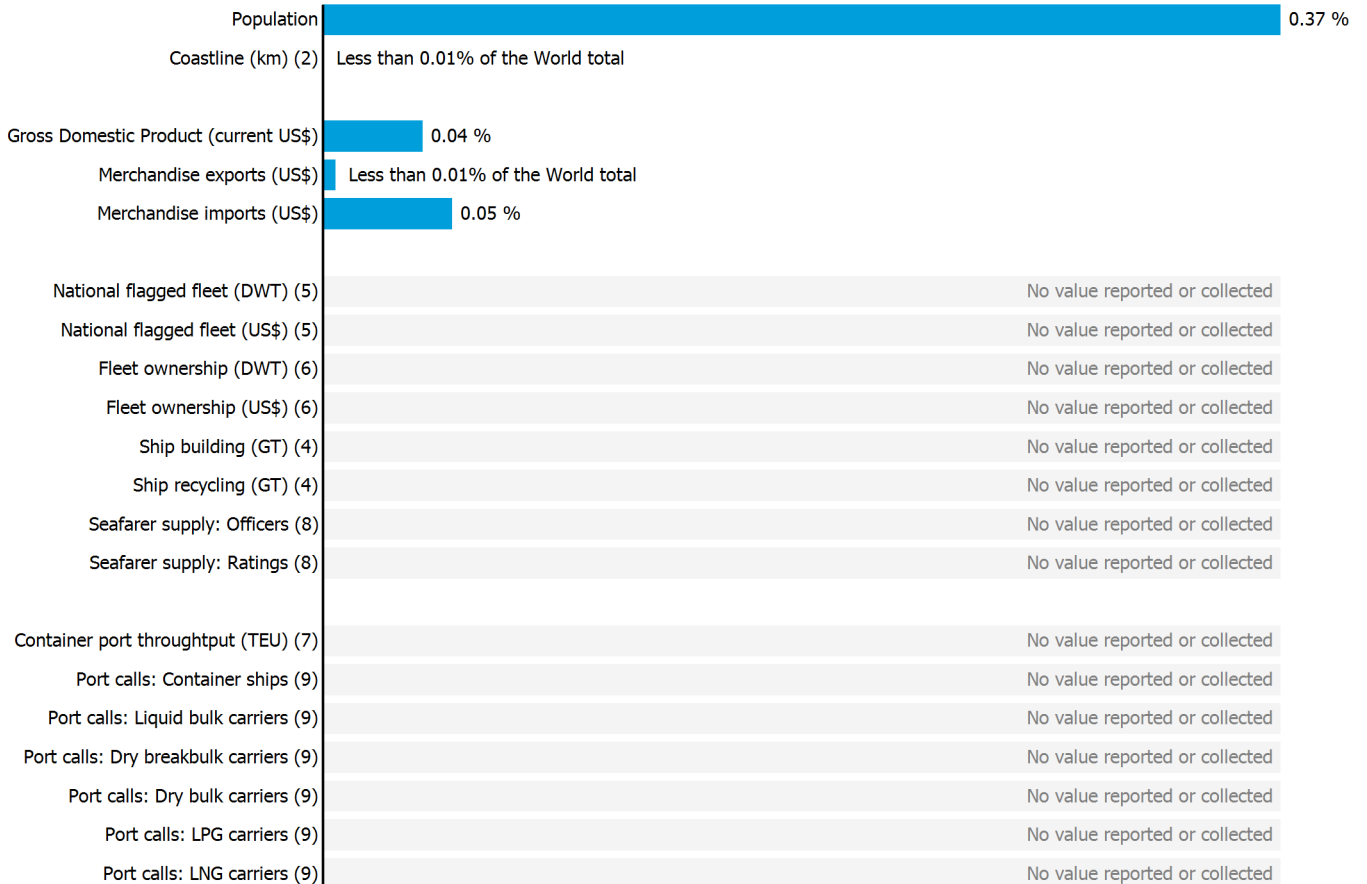 Population 0.37 %
Coastline (km) (2) Less than 0.01% of the World total
Gross Domestic Product (current US$) 0.04 %
Merchandise exports (US$) Less than 0.01% of the World total
Merchandise imports (US$) 0.05 %
National flagged fleet (DWT) (5) No value reported or collected
National flagged fleet (US$) (5) No value reported or collected
Fleet ownership (DWT) (6) No value reported or collected
Fleet ownership (US$) (6) No value reported or collected
Ship building (GT) (4) No value reported or collected
Ship recycling (GT) (4) No value reported or collected
Seafarer supply: Officers (8) No value reported or collected
Seafarer supply: Ratings (8) No value reported or collected
Container port throughtput (TEU) (7) No value reported or collected
Port calls: Container ships (9) No value reported or collected
Port calls: Liquid bulk carriers (9) No value reported or collected
Port calls: Dry breakbulk carriers (9) No value reported or collected
Port calls: Dry bulk carriers (9) No value reported or collected
Port calls: LPG carriers (9) No value reported or collected
Port calls: LNG carriers (9) No value reported or collected